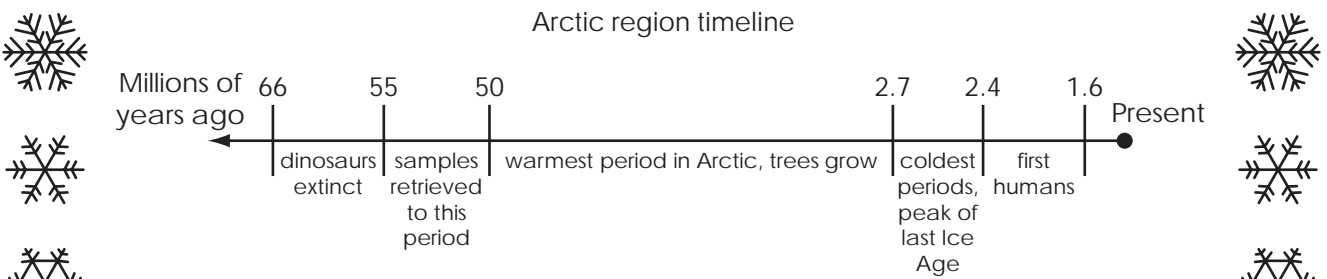 Arctic region timeline
Millions of
years ago
66
55
50
2.7
2.4
1.6
Present
dinosaurs
extinct
samples
retrieved
to this
period
warmest period in Arctic, trees grow
coldest
periods,
peak of
last Ice
Age
first
humans